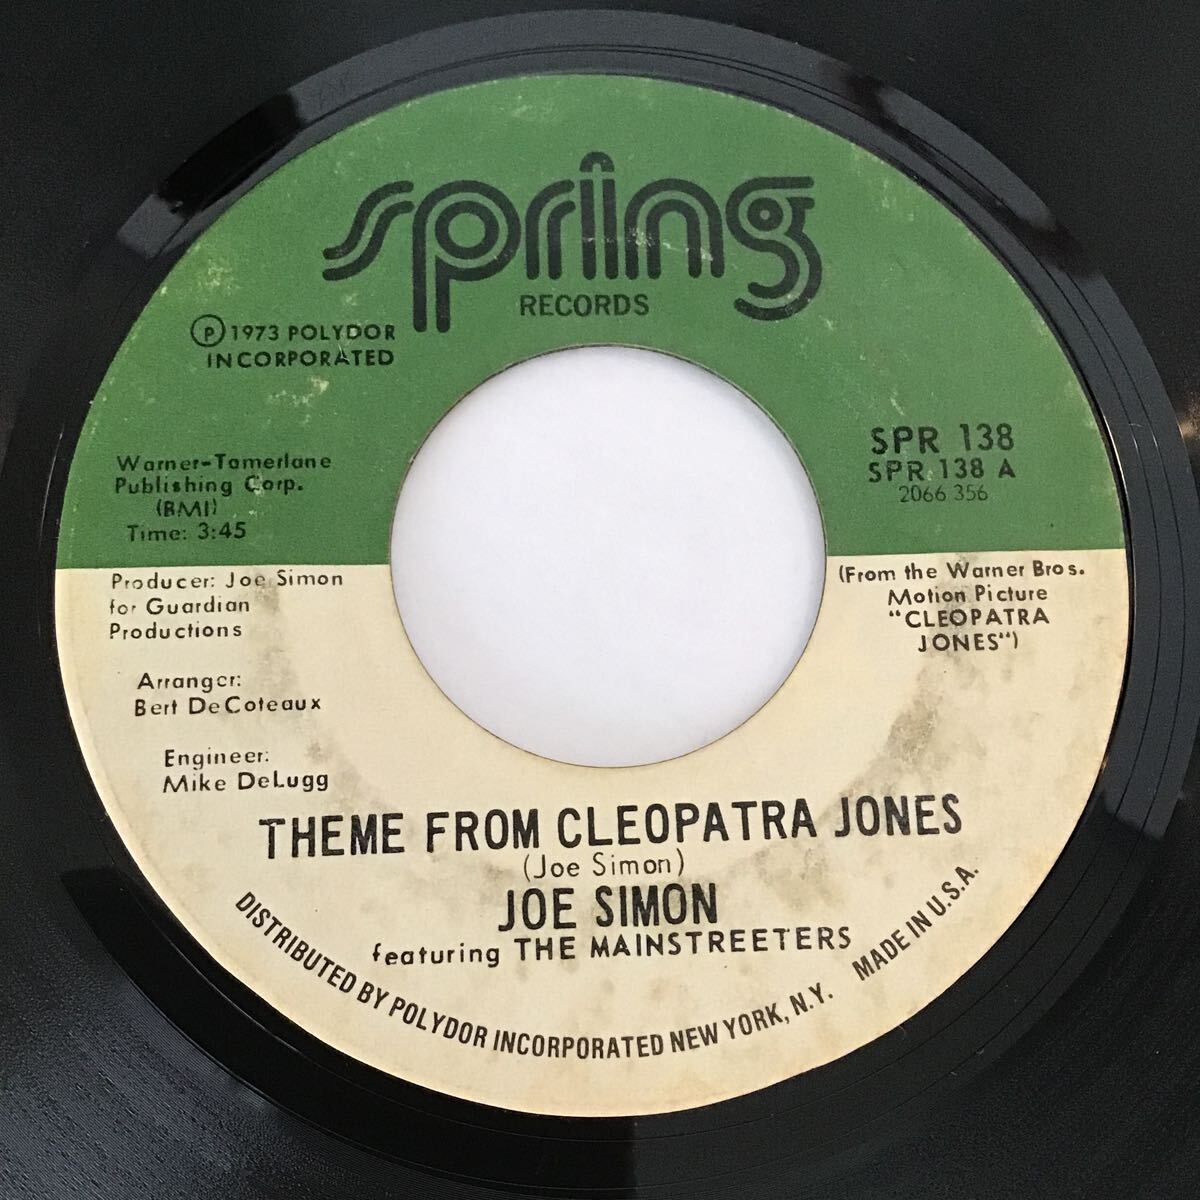 spring
RECORDS
Ⓟ 1973 POLYDOR
INCORPORATED
SPR 138
SPR 138 A
2066 356
Warner-Tamerlane
Publishing Corp.
(BMI)
Time: 3:45
Producer: Joe Simon
for Guardian
Productions
Arranger:
Bert DeCoteaux
Engineer:
Mike DeLugg
(From the Warner Bros.
Motion Picture
"CLEOPATRA
JONES")
THEME FROM CLEOPATRA JONES
(Joe Simon)
JOE SIMON
featuring THE MAINSTREETERS
DISTRIBUTED BY POLYDOR INCORPORATED NEW YORK, N.Y. MADE IN U.S.A.